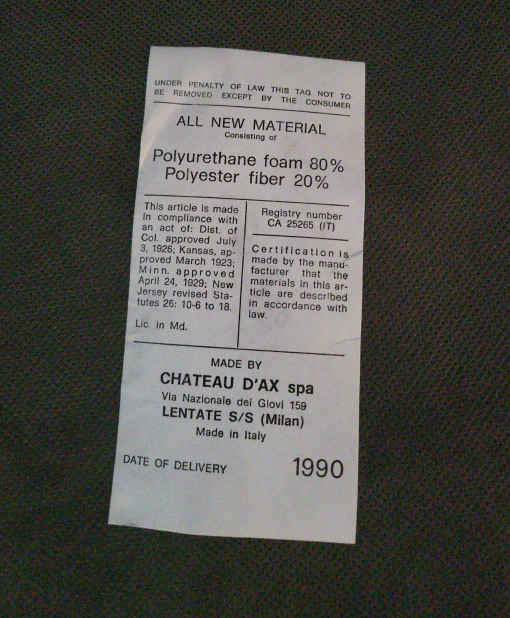 UNDER PENALTY OF LAW THIS TAG NOT TO
BE REMOVED EXCEPT BY THE CONSUMER
ALL NEW MATERIAL
Consisting of
Polyurethane foam 80%
Polyester fiber 20%
This article is made
in compliance with
an act of: Dist. of
Col. approved July
3, 1926; Kansas, ap-
proved March 1923;
Minn. approved
April 24, 1929; New
Jersey revised Sta-
tutes 26: 10-6 to 18.
Lic. in Md.
Registry number
CA 25265 (IT)
Certification is
made by the manu-
facturer that the
materials in this ar-
ticle are described
in accordance with
law.
MADE BY
CHATEAU D'AX spa
Via Nazionale dei Giovi 159
LENTATE S/S (Milan)
Made in Italy
DATE OF DELIVERY 1990